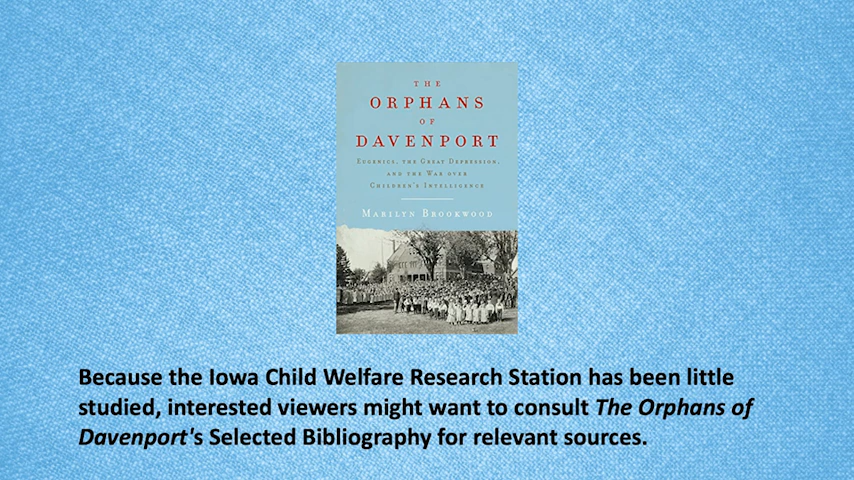 THE
ORPHANS
OF
DAVENPORT
EUGENICS, THE GREAT DEPRESSION,
AND THE WAR OVER
CHILDREN'S INTELLIGENCE
MARILYN BROOKWOOD
Because the Iowa Child Welfare Research Station has been little
studied, interested viewers might want to consult The Orphans of
Davenport's Selected Bibliography for relevant sources.